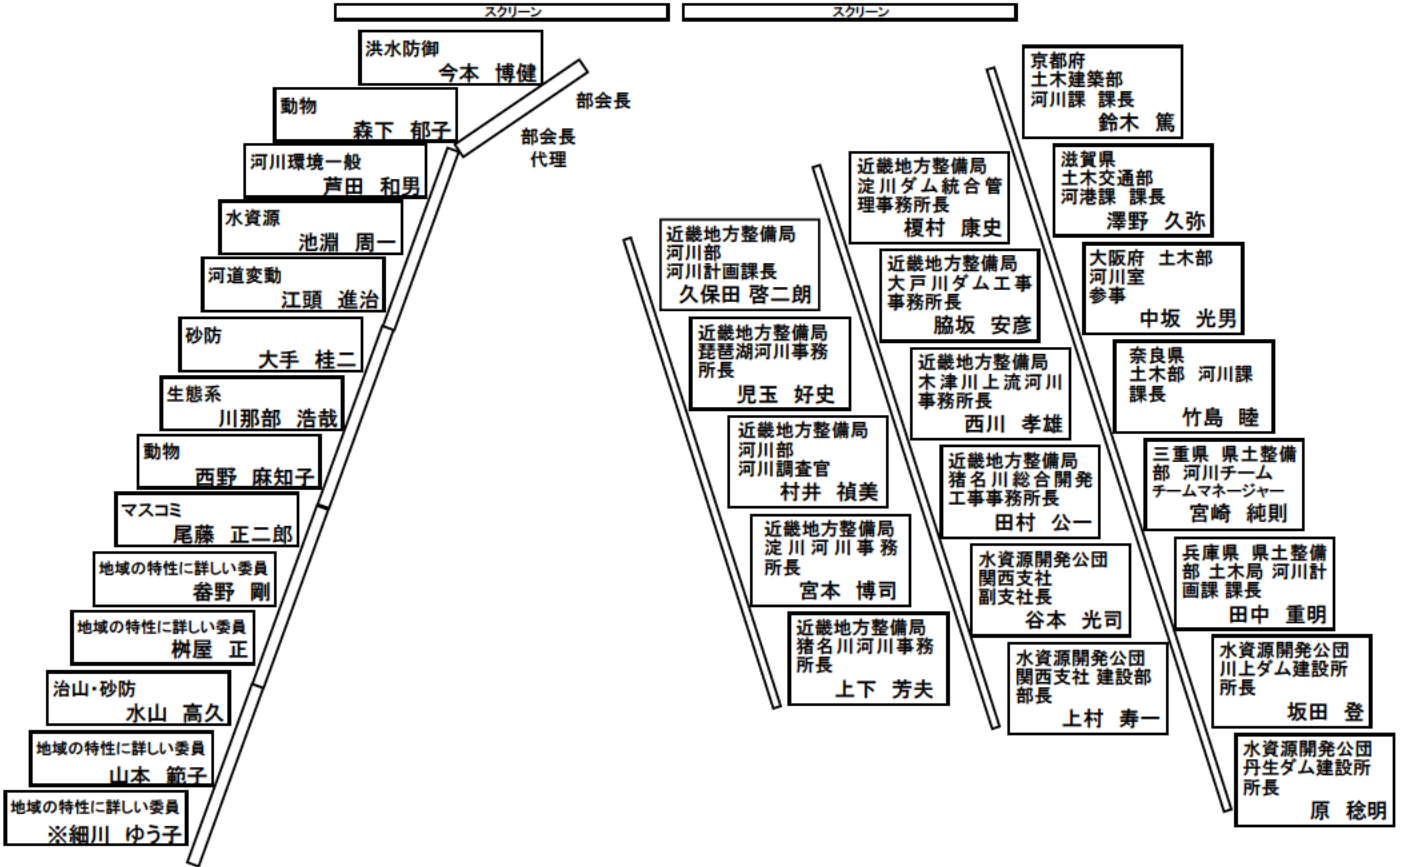 スクリーン
スクリーン
洪水防御
今本 博健
動物
森下 郁子
河川環境一般
芦田 和男
水資源
池淵 周一
河道変動
江頭 進治
砂防
大手 桂二
生態系
川那部 浩哉
動物
西野 麻知子
マスコミ
尾藤 正二郎
地域の特性に詳しい委員
畚野 剛
地域の特性に詳しい委員
桝屋 正
治山・砂防
水山 高久
地域の特性に詳しい委員
山本 範子
地域の特性に詳しい委員
※細川 ゆう子
部会長
部会長
代理
近畿地方整備局
河川部
河川計画課長
久保田 啓二朗
近畿地方整備局
琵琶湖河川事務
所長
児玉 好史
近畿地方整備局
河川部
河川調査官
村井 禎美
近畿地方整備局
淀川河川事務
所長
宮本 博司
近畿地方整備局
猪名川河川事務
所長
上下 芳夫
近畿地方整備局
淀川ダム統合管
理事務所長
榎村 康史
近畿地方整備局
大戸川ダム工事
事務所長
脇坂 安彦
近畿地方整備局
木津川上流河川
事務所長
西川 孝雄
近畿地方整備局
猪名川総合開発
工事事務所長
田村 公一
水資源開発公団
関西支社
副支社長
谷本 光司
水資源開発公団
関西支社 建設部
部長
上村 寿一
京都府
土木建築部
河川課 課長
鈴木 篤
滋賀県
土木交通部
河港課 課長
澤野 久弥
大阪府 土木部
河川室
参事
中坂 光男
奈良県
土木部 河川課
課長
竹島 睦
三重県 県土整備
部 河川チーム
チームマネージャー
宮崎 純則
兵庫県 県土整備
部 土木局 河川計
画課 課長
田中 重明
水資源開発公団
川上ダム建設所
所長
坂田 登
水資源開発公団
丹生ダム建設所
所長
原 稔明